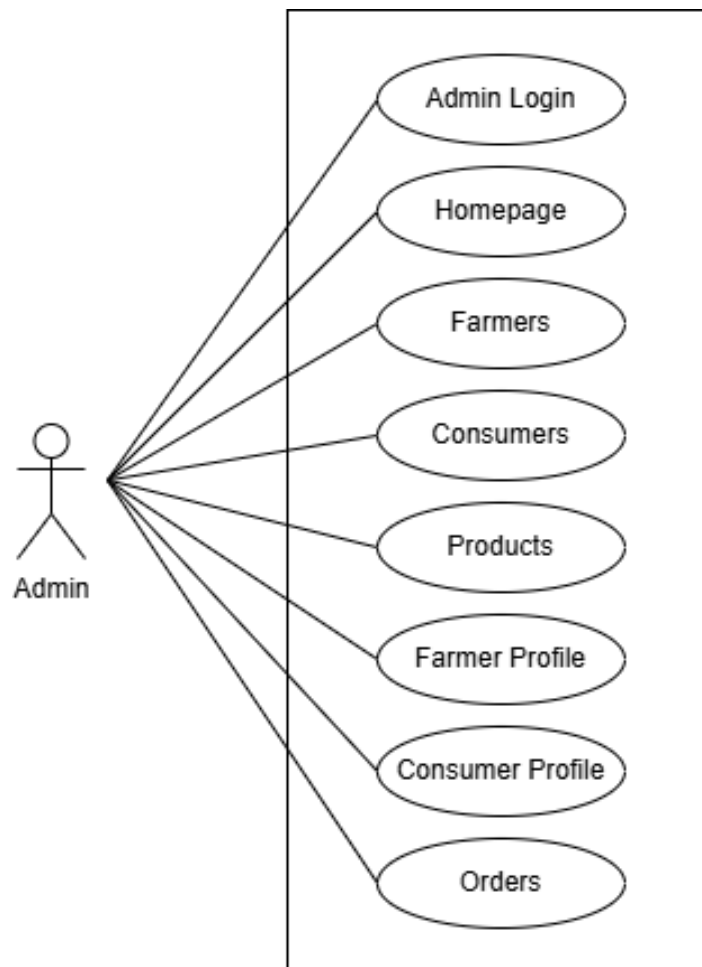 Admin Login
Homepage
Farmers
Consumers
Products
Admin
Farmer Profile
Consumer Profile
Orders